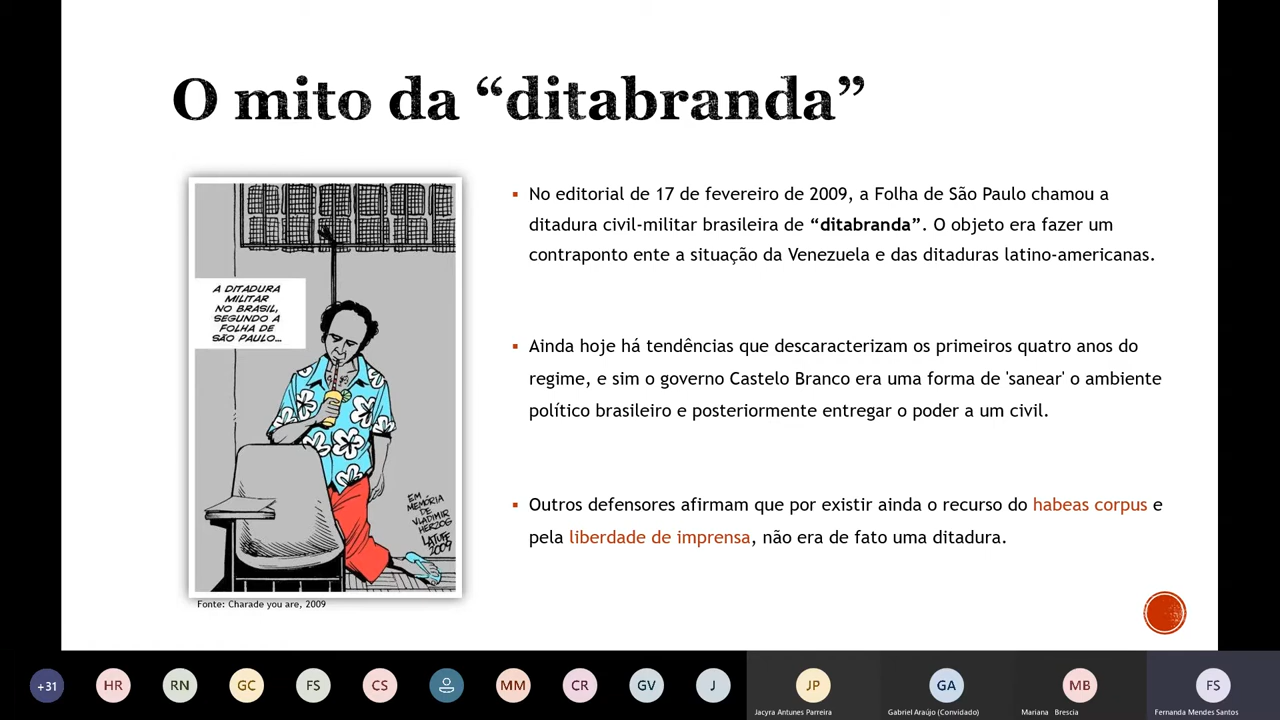 O mito da “ditabranda”
A DITADURA
MILITAR
NO BRASIL,
SEGUNDO A
FOLHA DE
SÃO PAULO...
EM
MEMÓRIA
DE
VLADIMIR
HERZOG
LATUFF
2009
Fonte: Charade you are, 2009
▪ No editorial de 17 de fevereiro de 2009, a Folha de São Paulo chamou a
ditadura civil-militar brasileira de “ditabranda”. O objeto era fazer um
contraponto ente a situação da Venezuela e das ditaduras latino-americanas.
▪ Ainda hoje há tendências que descaracterizam os primeiros quatro anos do
regime, e sim o governo Castelo Branco era uma forma de 'sanear' o ambiente
político brasileiro e posteriormente entregar o poder a um civil.
▪ Outros defensores afirmam que por existir ainda o recurso do habeas corpus e
pela liberdade de imprensa, não era de fato uma ditadura.
+31
HR
RN
GC
FS
CS
MM
CR
GV
J
JP
GA
MB
FS
Jacyra Antunes Parreira
Gabriel Araújo (Convidado)
Mariana Brescia
Fernanda Mendes Santos